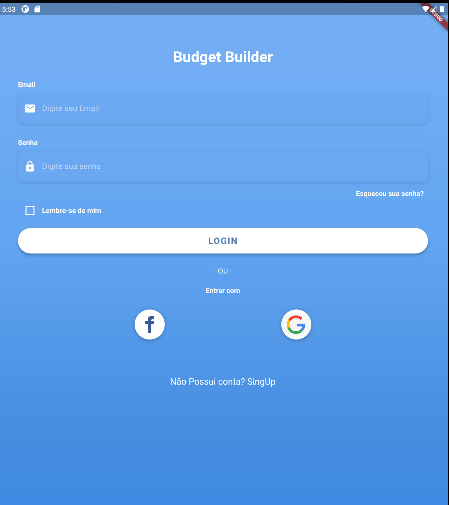 5:53
DEBUG
Budget Builder
Email
Digite seu Email
Senha
Digite sua senha
Esqueceu sua senha?
Lembre-se de mim
LOGIN
- OU -
Entrar com
f
G
Não Possui conta? SingUp